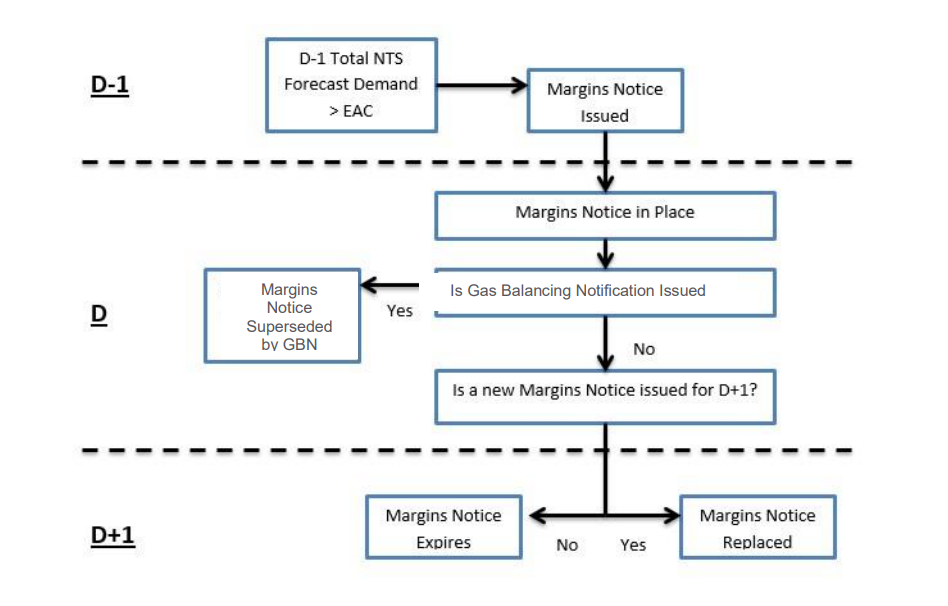 D-1
D-1 Total NTS
Forecast Demand
> EAC
Margins Notice
Issued
Margins Notice in Place
D
Margins
Notice
Superseded
by GBN
Yes
Is Gas Balancing Notification Issued
No
Is a new Margins Notice issued for D+1?
D+1
Margins Notice
Expires
No
Yes
Margins Notice
Replaced